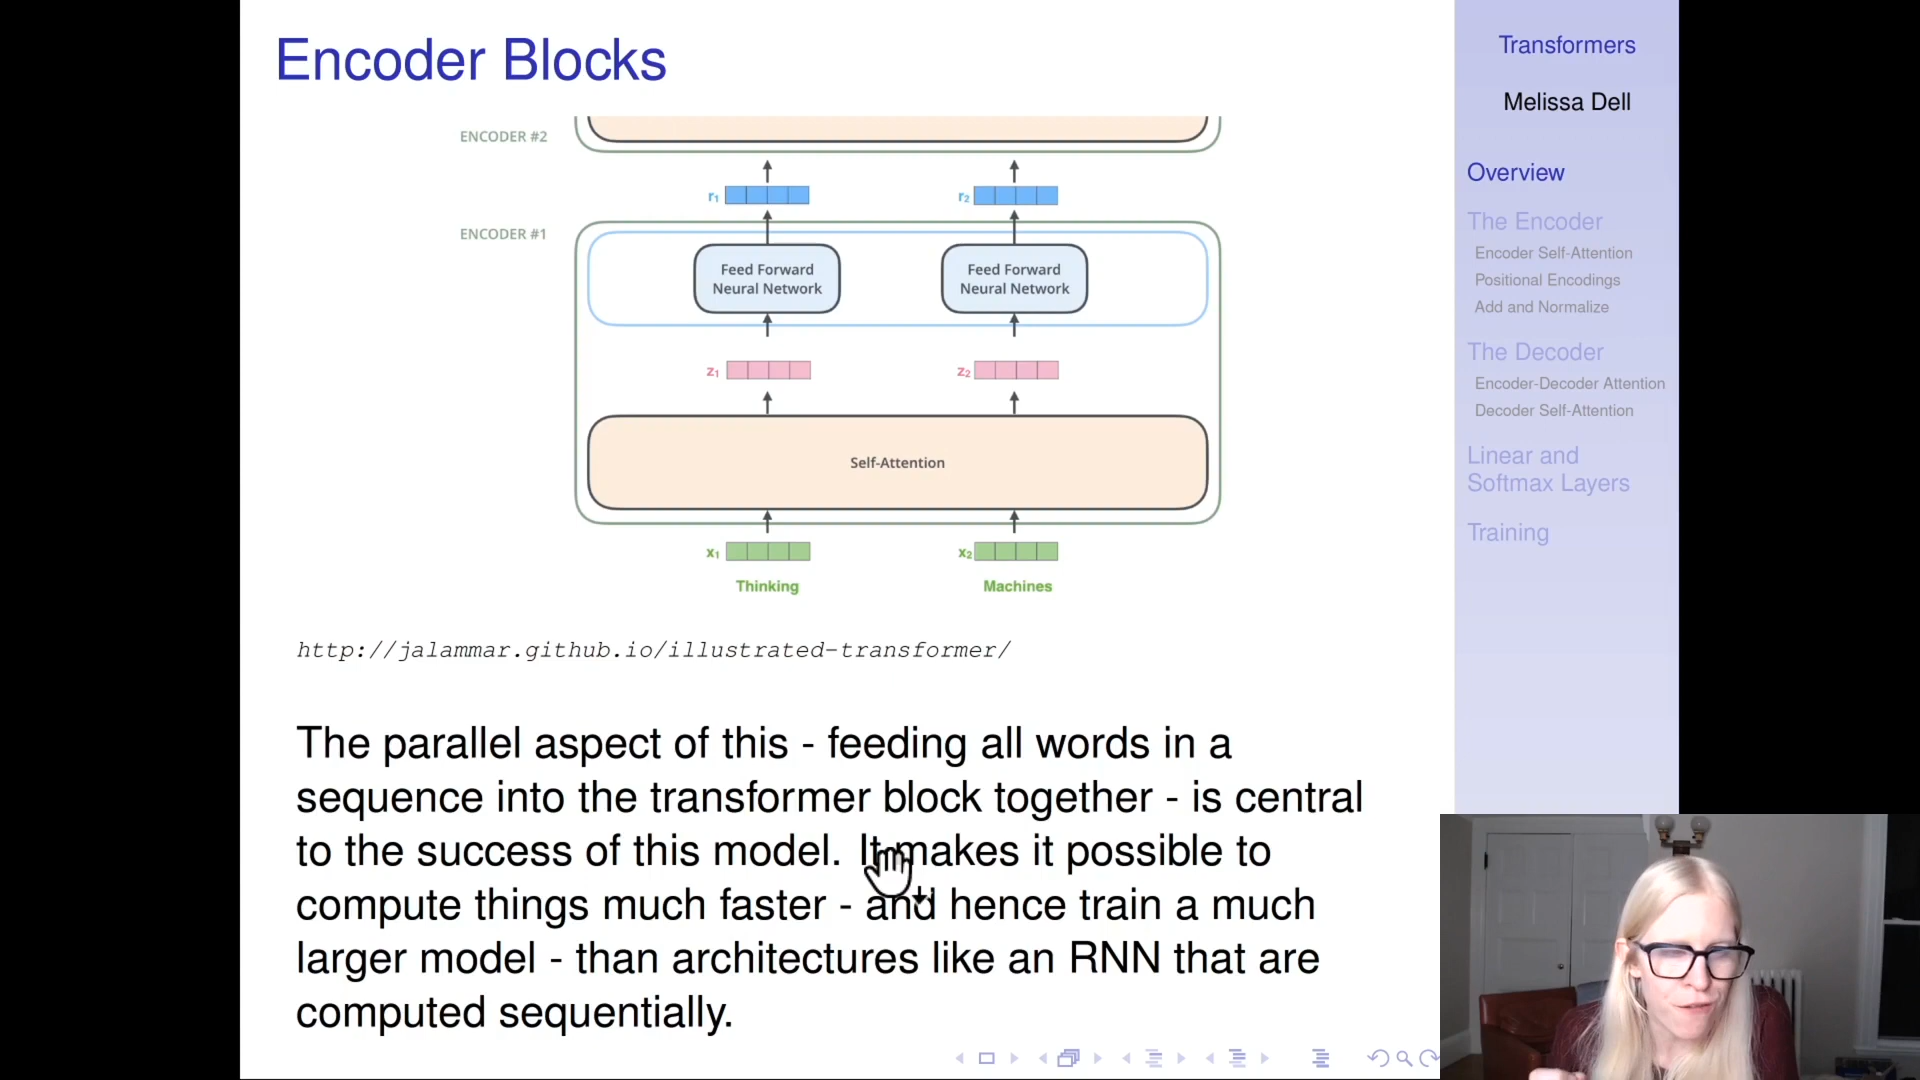 Encoder Blocks
ENCODER #2
r1
r2
ENCODER #1
Feed Forward
Neural Network
Feed Forward
Neural Network
z1
z2
Self-Attention
x1
x2
Thinking
Machines
http://jalammar.github.io/illustrated-transformer/
The parallel aspect of this - feeding all words in a
sequence into the transformer block together - is central
to the success of this model. It makes it possible to
compute things much faster - and hence train a much
larger model - than architectures like an RNN that are
computed sequentially.
Transformers
Melissa Dell
Overview
The Encoder
Encoder Self-Attention
Positional Encodings
Add and Normalize
The Decoder
Encoder-Decoder Attention
Decoder Self-Attention
Linear and
Softmax Layers
Training